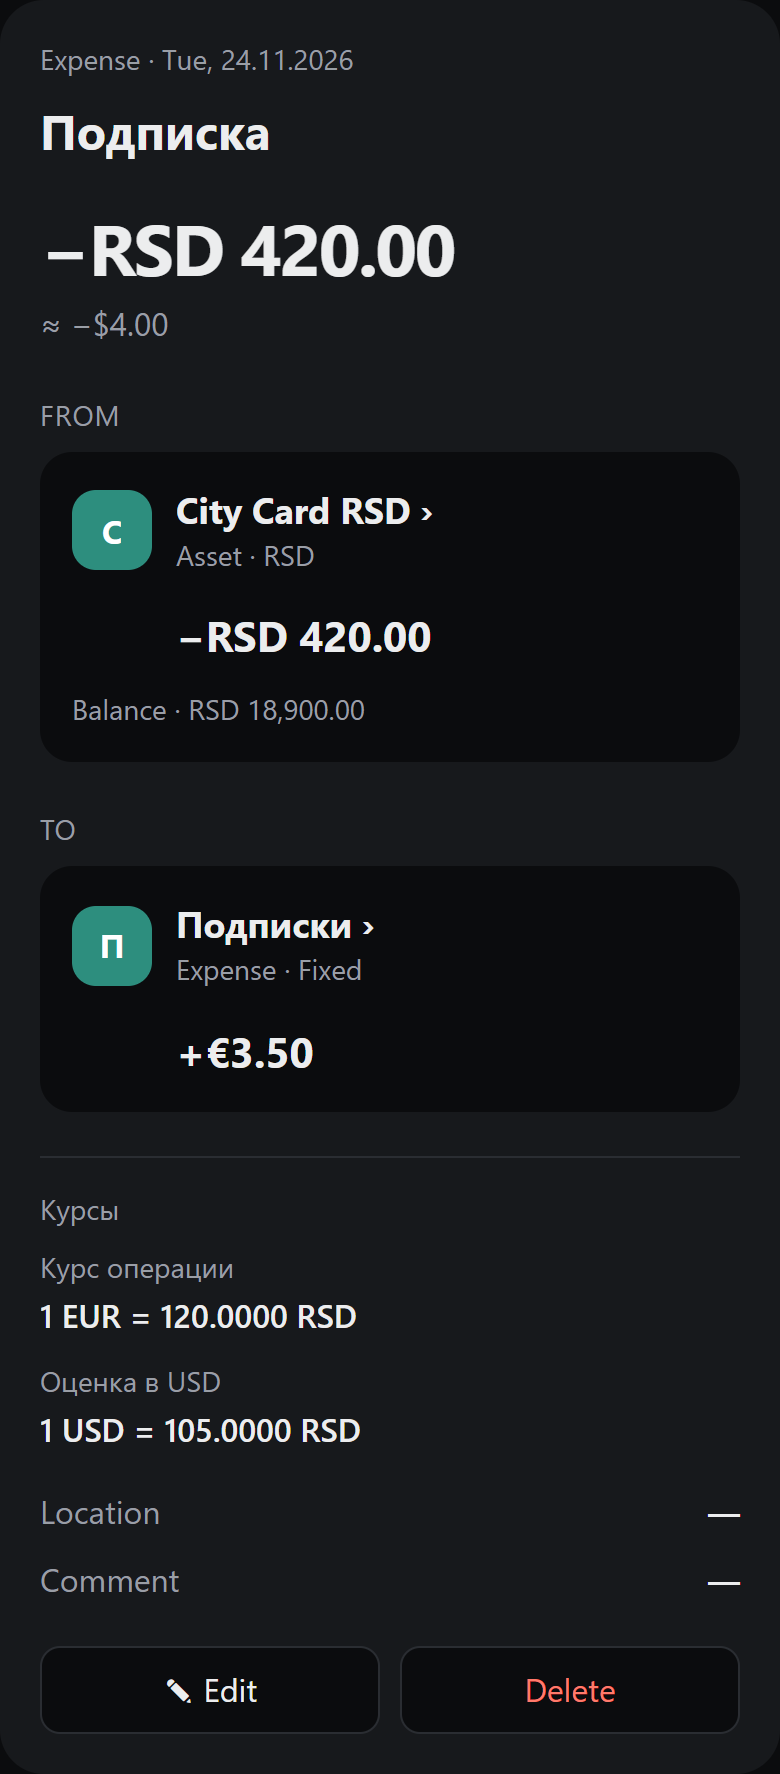 Expense · Tue, 24.11.2026
Подписка
−RSD 420.00
≈ −$4.00
FROM
C
City Card RSD ›
Asset · RSD
−RSD 420.00
Balance · RSD 18,900.00
TO
П
Подписки ›
Expense · Fixed
+€3.50
Курсы
Курс операции
1 EUR = 120.0000 RSD
Оценка в USD
1 USD = 105.0000 RSD
Location —
Comment —
✎ Edit
Delete